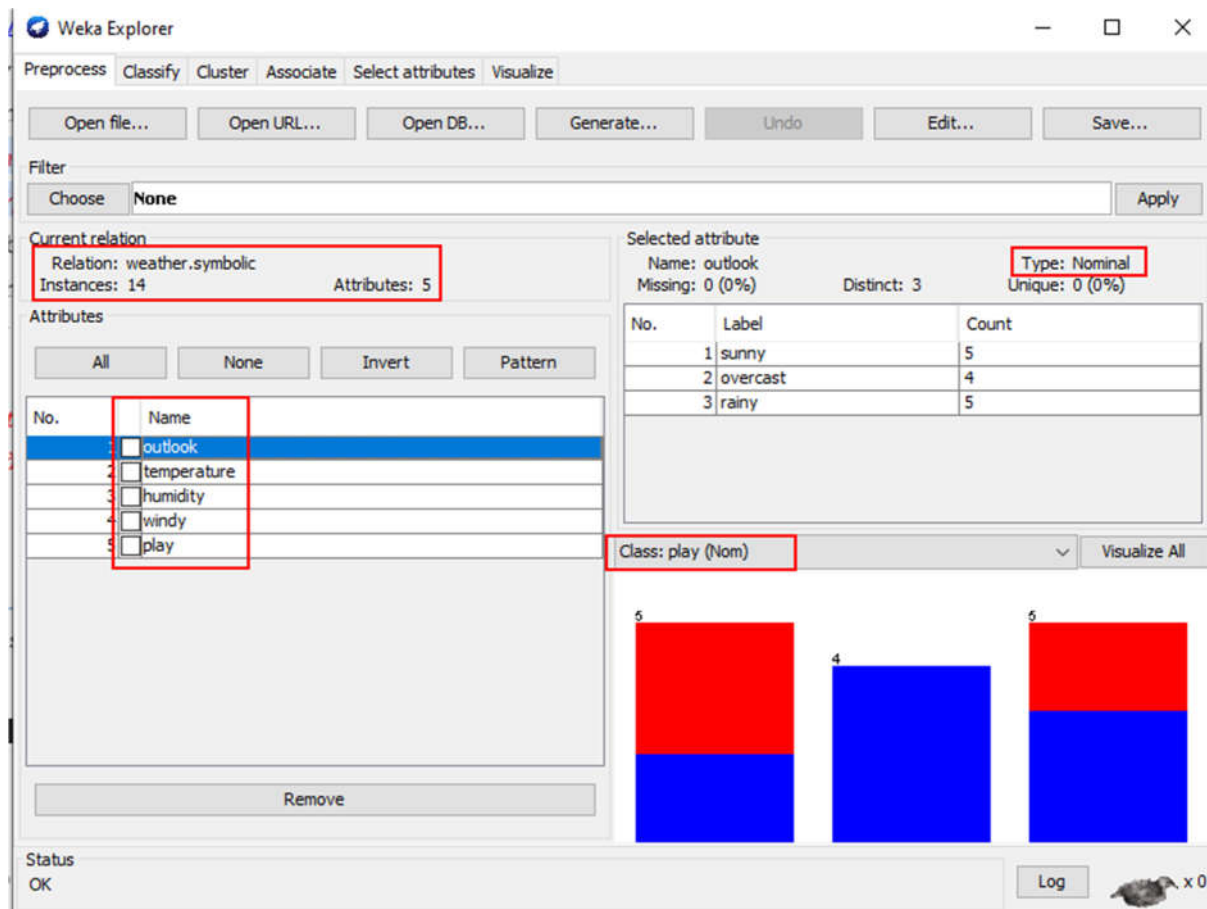 Weka Explorer
Preprocess Classify Cluster Associate Select attributes Visualize
Open file... Open URL... Open DB... Generate... Undo Edit... Save...
Filter
Choose None Apply
Current relation
Relation: weather.symbolic
Instances: 14 Attributes: 5
Attributes
All None Invert Pattern
No. Name
1 outlook
2 temperature
3 humidity
4 windy
5 play
Remove
Selected attribute
Name: outlook Type: Nominal
Missing: 0 (0%) Distinct: 3 Unique: 0 (0%)
No. Label Count
1 sunny 5
2 overcast 4
3 rainy 5
Class: play (Nom) Visualize All
5 4 5
Status
OK
Log x 0